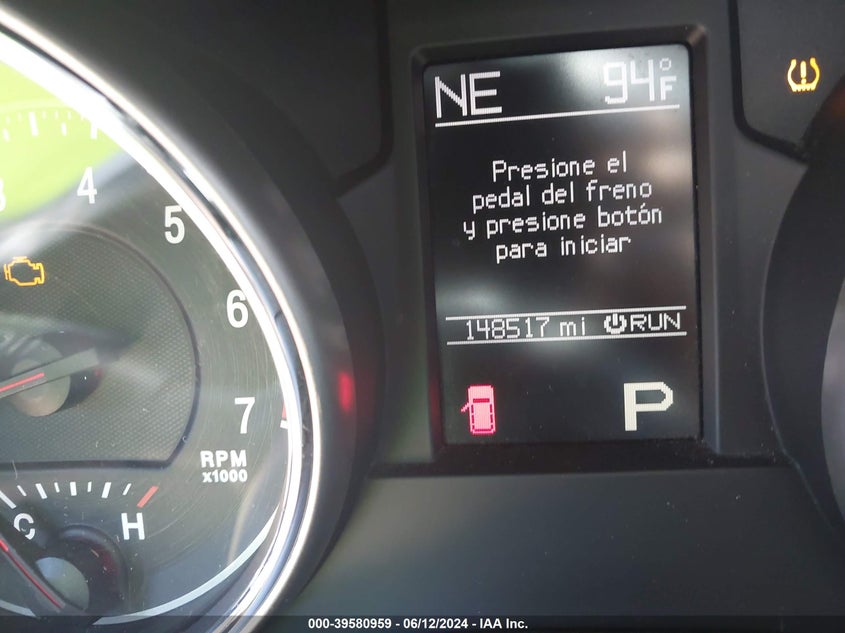 NE 94°F
Presione el
pedal del freno
y presione botón
para iniciar
148517 mi RUN
P
4
5
6
7
RPM
x1000
C H
000-39580959 - 06/12/2024 - IAA Inc.